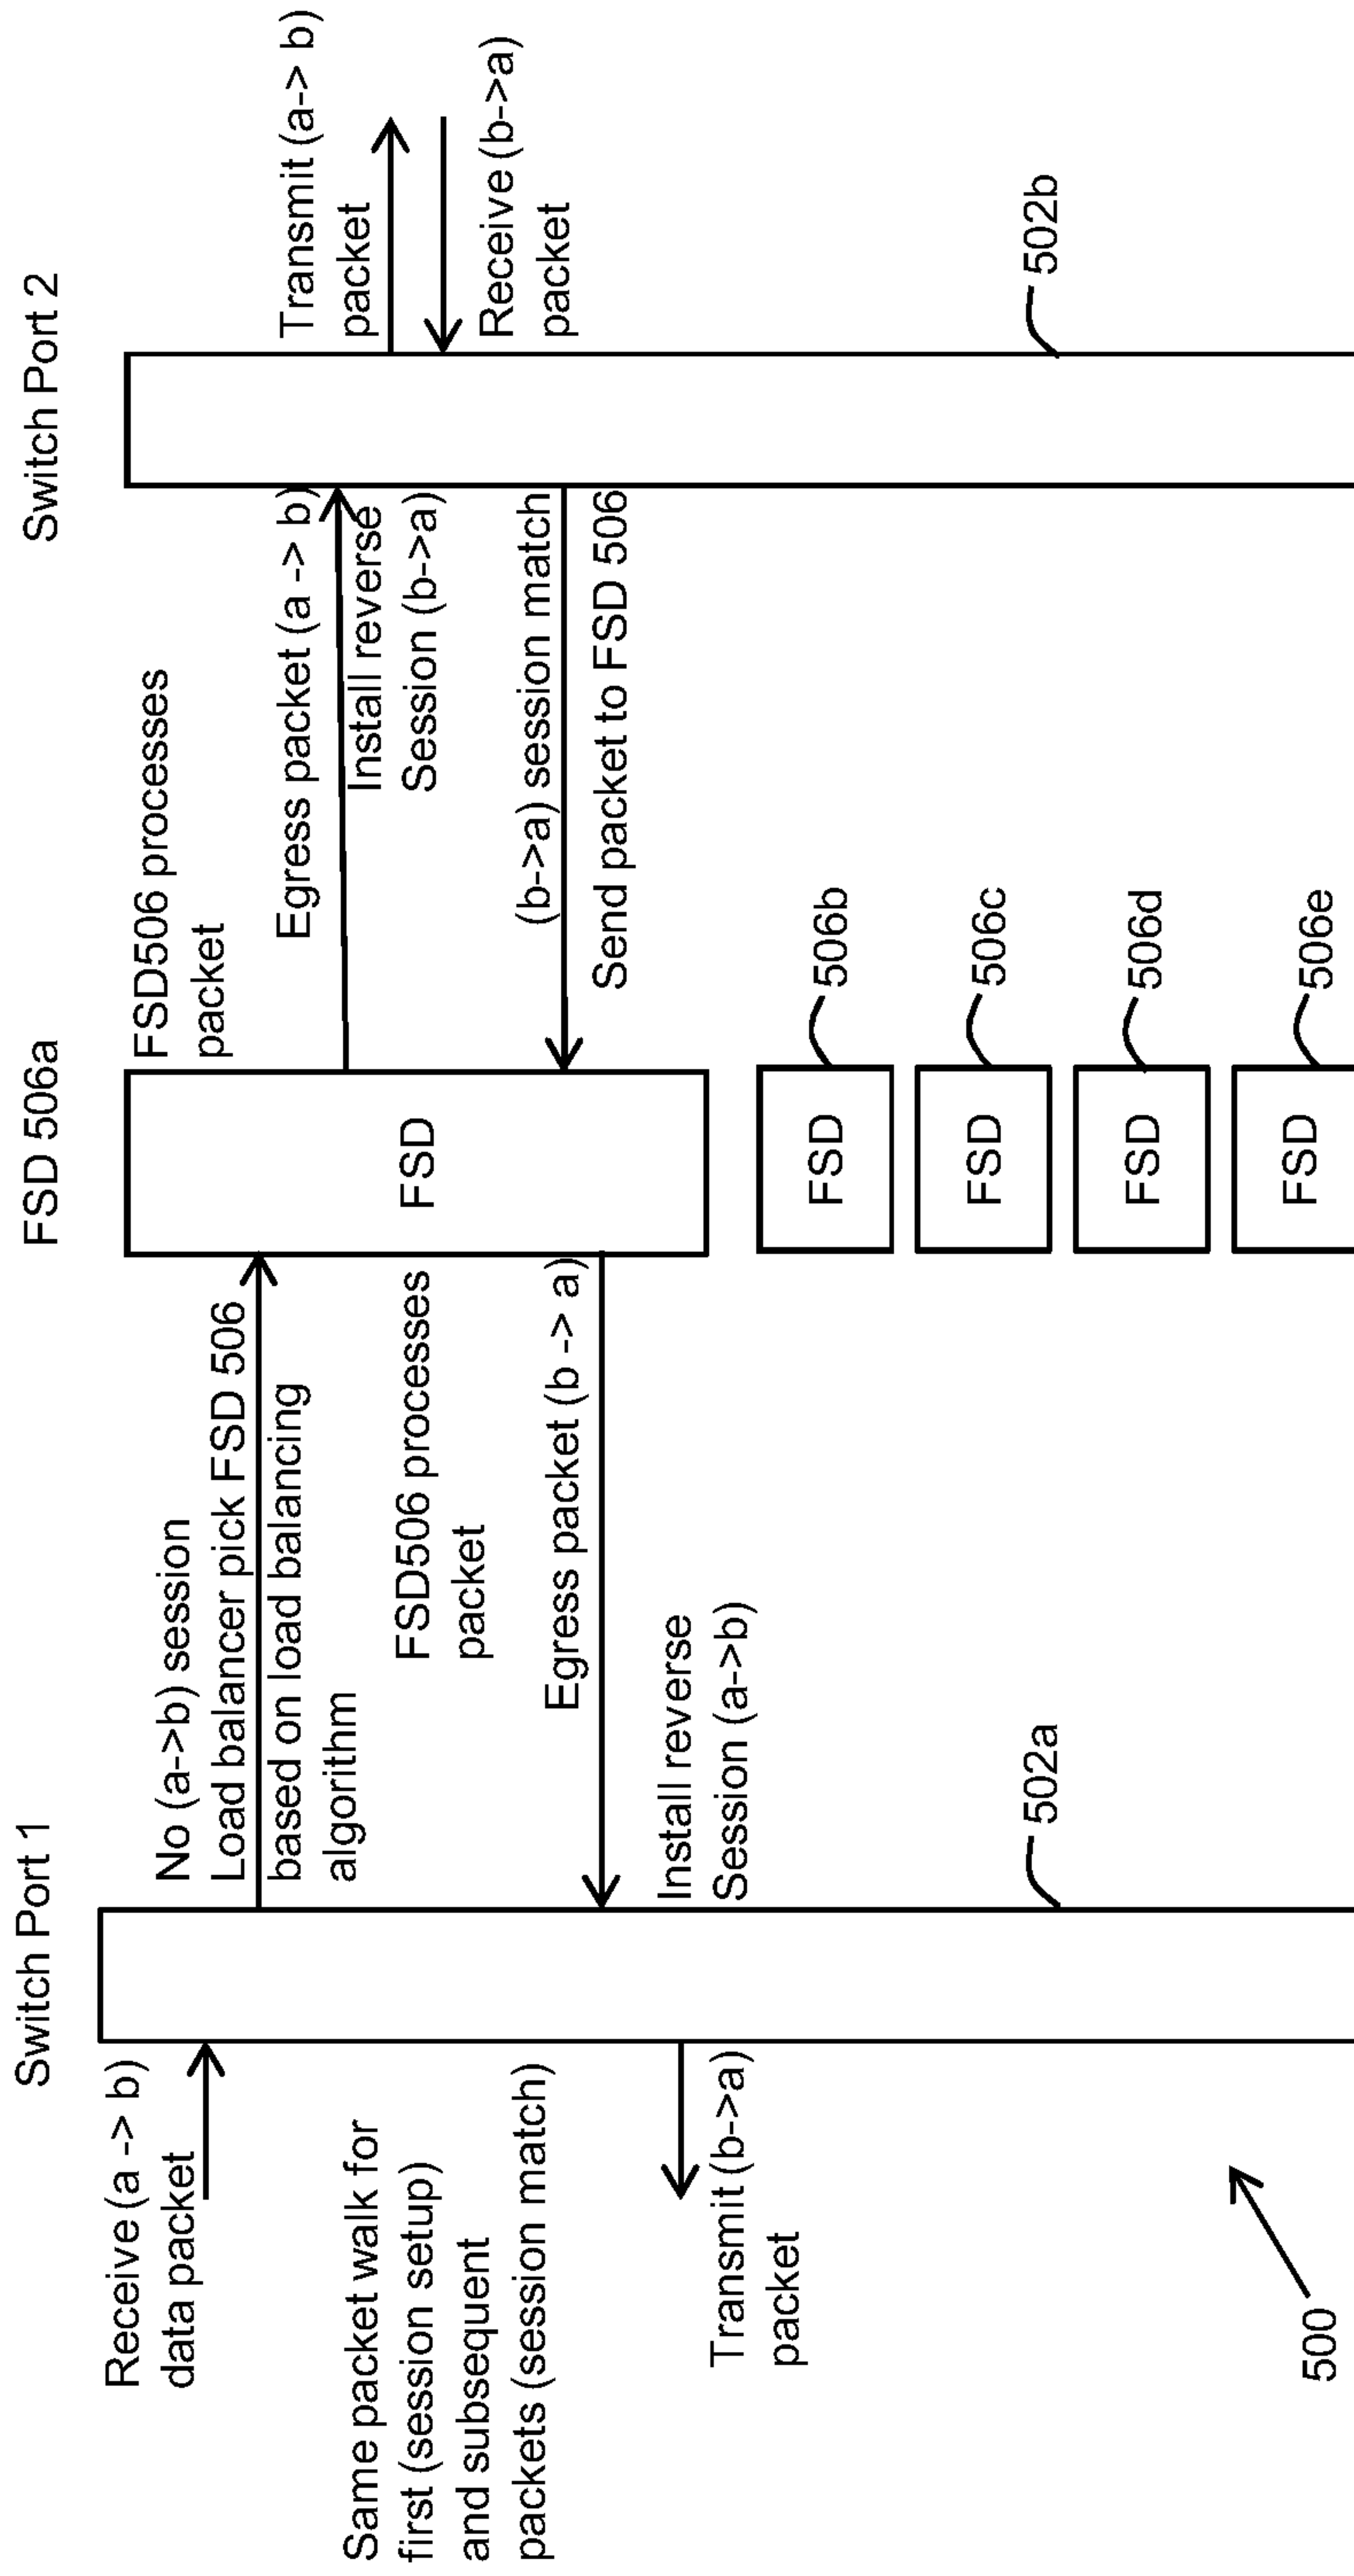 Switch Port 1
FSD 506a
Switch Port 2
Receive (a -> b)
data packet
No (a->b) session
Load balancer pick FSD 506
based on load balancing
algorithm
FSD506 processes
packet
Egress packet (a -> b)
Install reverse
Session (b->a)
Transmit (a-> b)
packet
Receive (b->a)
packet
Same packet walk for
first (session setup)
and subsequent
packets (session match)
FSD506 processes
packet
FSD
(b->a) session match
Send packet to FSD 506
Egress packet (b -> a)
Install reverse
Session (a->b)
Transmit (b->a)
packet
FSD
506b
FSD
506c
FSD
506d
FSD
506e
502a
502b
500